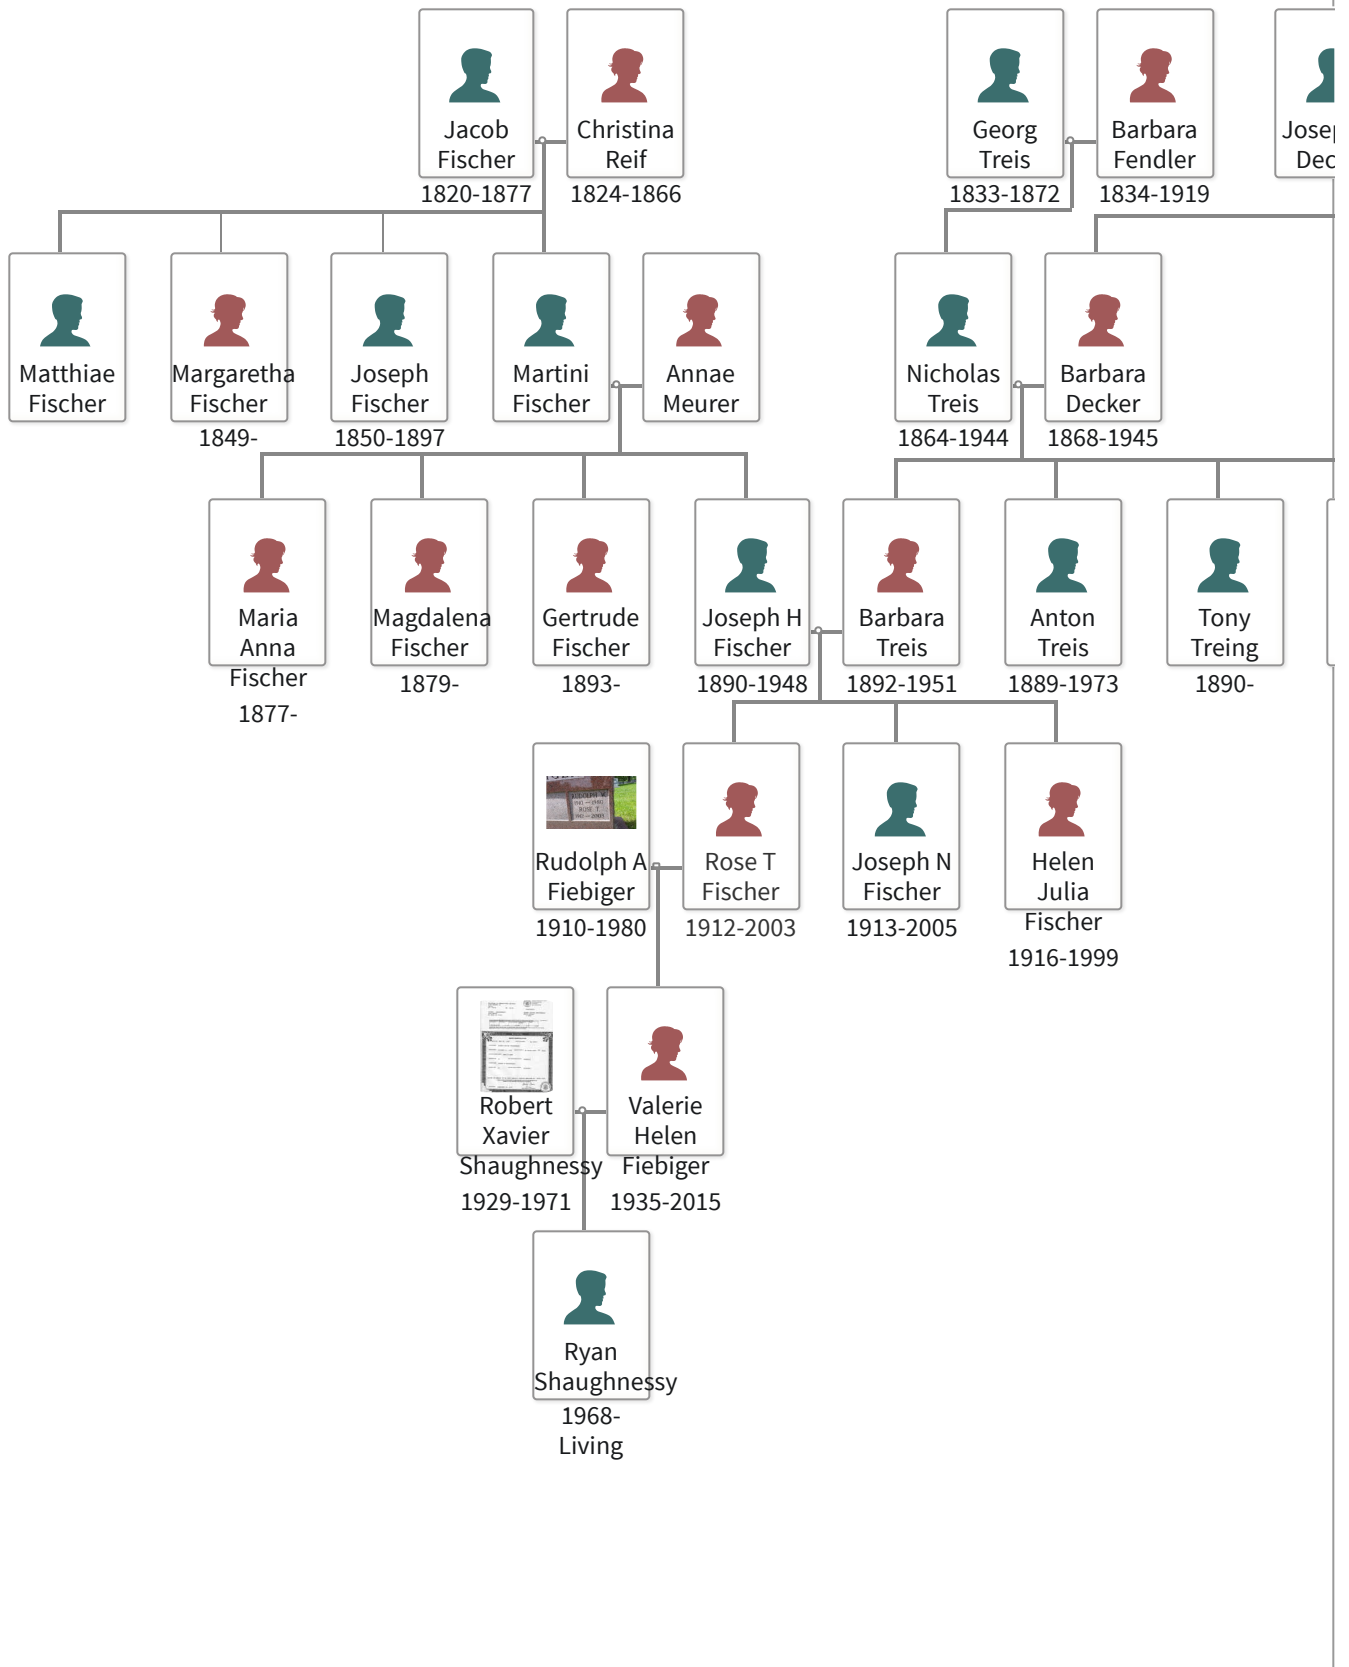 Jacob
Fischer
1820-1877
Christina
Reif
1824-1866
Georg
Treis
1833-1872
Barbara
Fendler
1834-1919
Matthiae
Fischer
Margaretha
Fischer
1849-
Joseph
Fischer
1850-1897
Martini
Fischer
Annae
Meurer
Nicholas
Treis
1864-1944
Barbara
Decker
1868-1945
Maria
Anna
Fischer
1877-
Magdalena
Fischer
1879-
Gertrude
Fischer
1893-
Joseph H
Fischer
1890-1948
Barbara
Treis
1892-1951
Anton
Treis
1889-1973
Tony
Treing
1890-
Rudolph A
Fiebiger
1910-1980
Rose T
Fischer
1912-2003
Joseph N
Fischer
1913-2005
Helen
Julia
Fischer
1916-1999
Robert
Xavier
Shaughnessy
1929-1971
Valerie
Helen
Fiebiger
1935-2015
Ryan
Shaughnessy
1968-
Living